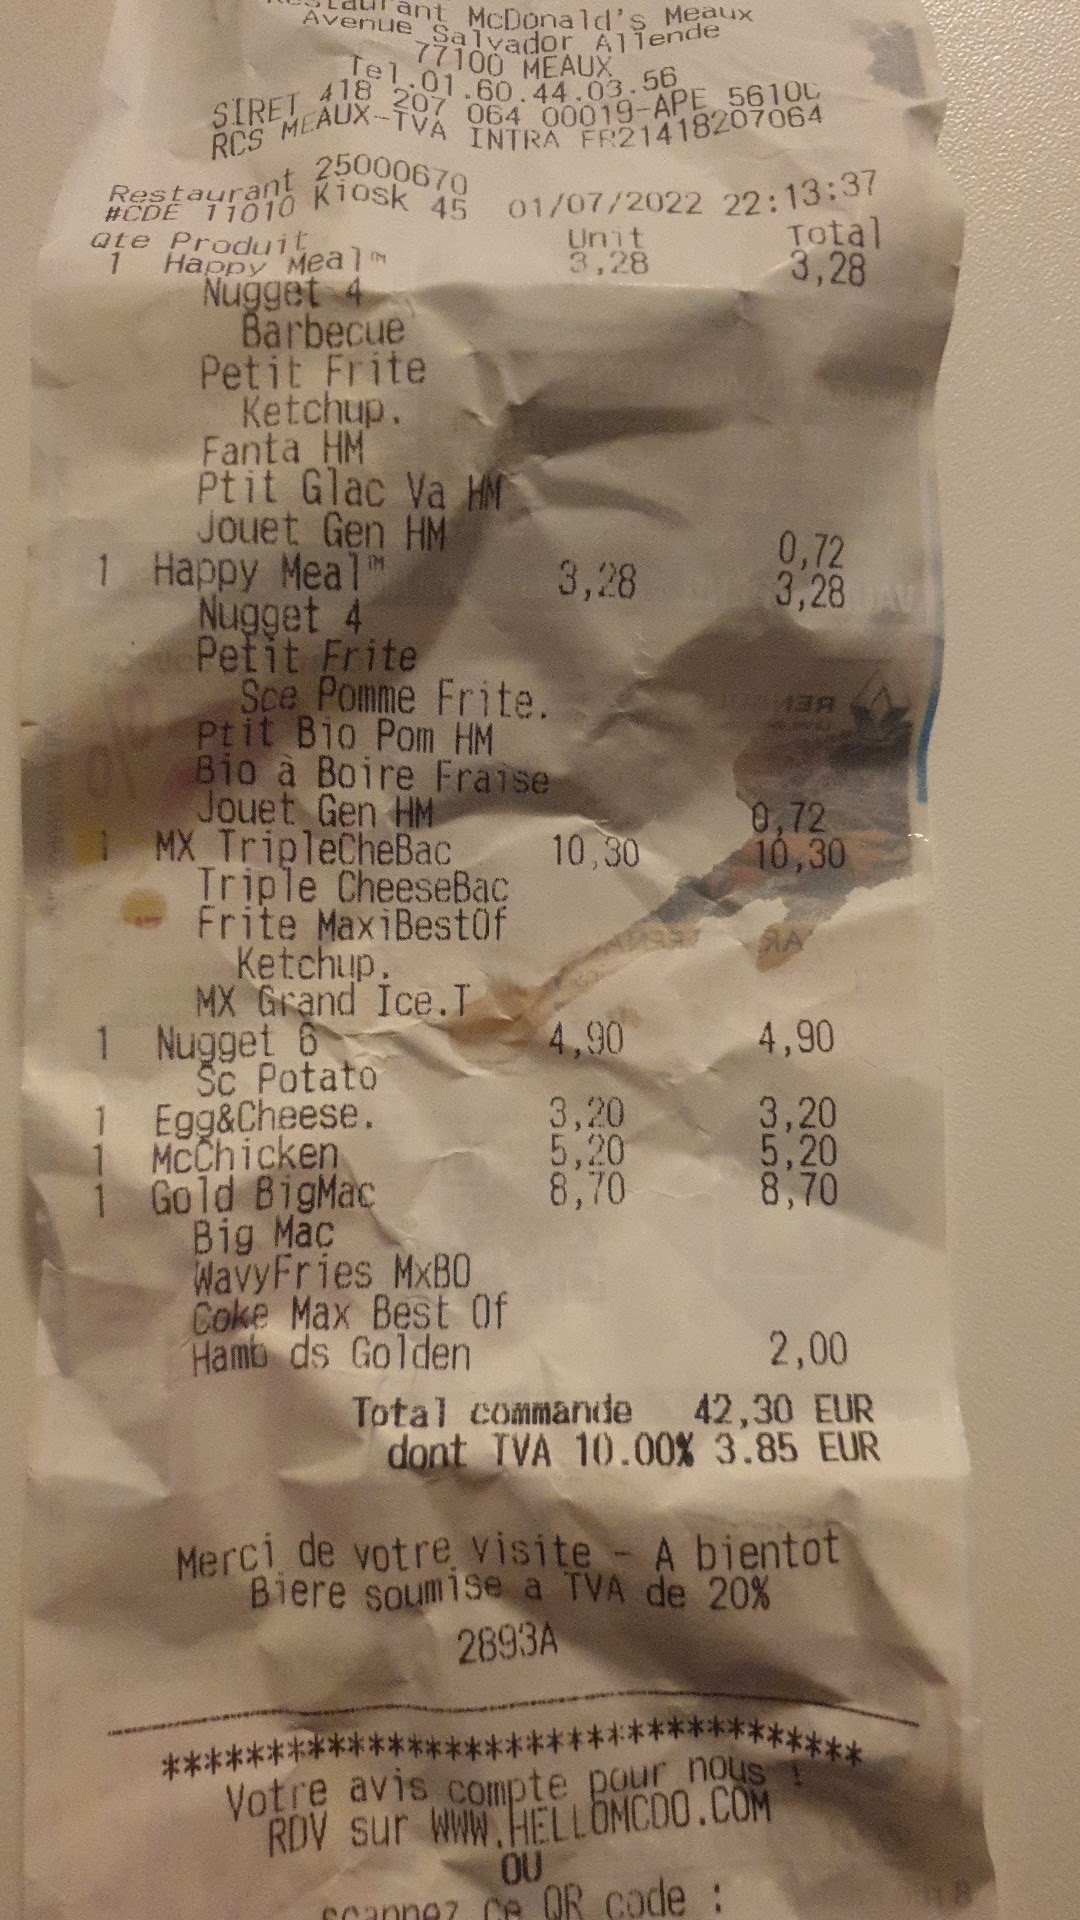 Restaurant McDonald's Meaux
Avenue Salvador Allende
77100 MEAUX
Tel.01.60.44.03.56
SIRET 418 207 064 00019-APE 5610C
RCS MEAUX-TVA INTRA FR21418207064
Restaurant 25000670
#CDE 11010 Kiosk 45 01/07/2022 22:13:37
Qte Produit Unit Total
1 Happy Meal™ 3,28 3,28
Nugget 4
Barbecue
Petit Frite
Ketchup.
Fanta HM
Ptit Glac Va HM
Jouet Gen HM 0,72
1 Happy Meal™ 3,28 3,28
Nugget 4
Petit Frite
Sce Pomme Frite.
Ptit Bio Pom HM
Bio à Boire Fraise
Jouet Gen HM 0,72
1 MX TripleCheBac 10,30 10,30
Triple CheeseBac
Frite MaxiBestOf
Ketchup.
MX Grand Ice.T
1 Nugget 6 4,90 4,90
Sc Potato
1 Egg&Cheese. 3,20 3,20
1 McChicken 5,20 5,20
1 Gold BigMac 8,70 8,70
Big Mac
WavyFries MxBO
Coke Max Best Of
Hamb ds Golden 2,00
Total commande 42,30 EUR
dont TVA 10.00% 3.85 EUR
Merci de votre visite - A bientot
Biere soumise a TVA de 20%
2893A
***********************************
Votre avis compte pour nous !
RDV sur WWW.HELLOMCDO.COM
OU
scannez ce QR code :